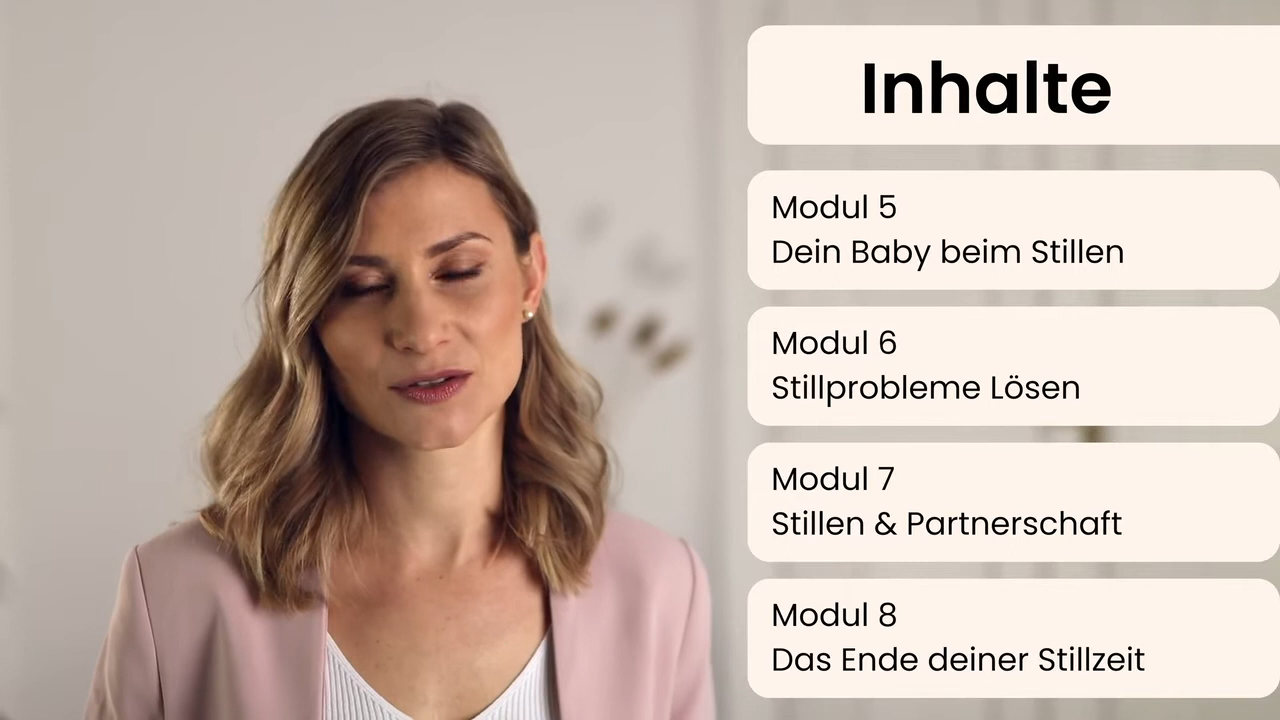 Inhalte
Modul 5
Dein Baby beim Stillen
Modul 6
Stillprobleme Lösen
Modul 7
Stillen & Partnerschaft
Modul 8
Das Ende deiner Stillzeit